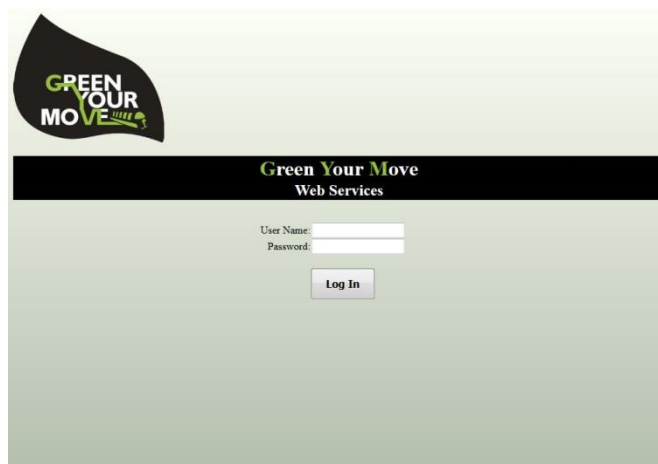 GREEN
YOUR
MOVE
Green Your Move
Web Services
User Name:
Password:
Log In